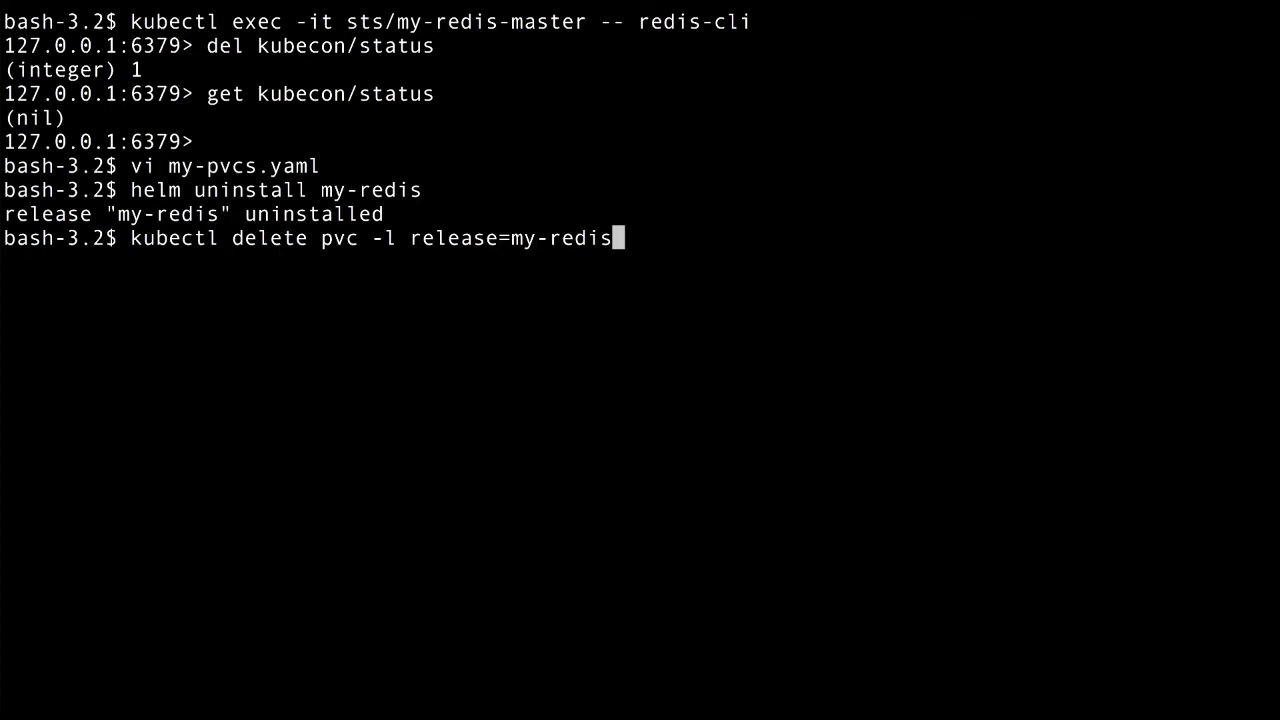 bash-3.2$ kubectl exec -it sts/my-redis-master -- redis-cli
127.0.0.1:6379> del kubecon/status
(integer) 1
127.0.0.1:6379> get kubecon/status
(nil)
127.0.0.1:6379>
bash-3.2$ vi my-pvcs.yaml
bash-3.2$ helm uninstall my-redis
release "my-redis" uninstalled
bash-3.2$ kubectl delete pvc -l release=my-redis